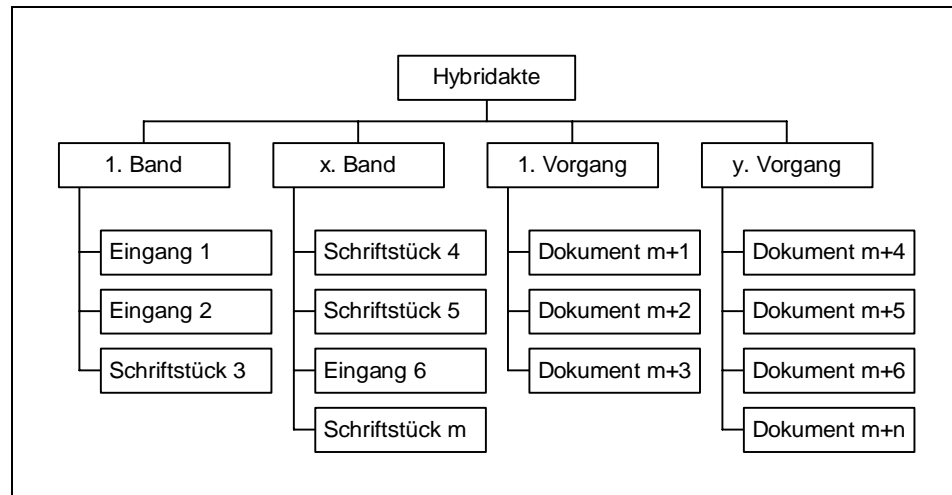 Hybridakte
1. Band
x. Band
1. Vorgang
y. Vorgang
Eingang 1
Eingang 2
Schriftstück 3
Schriftstück 4
Schriftstück 5
Eingang 6
Schriftstück m
Dokument m+1
Dokument m+2
Dokument m+3
Dokument m+4
Dokument m+5
Dokument m+6
Dokument m+n